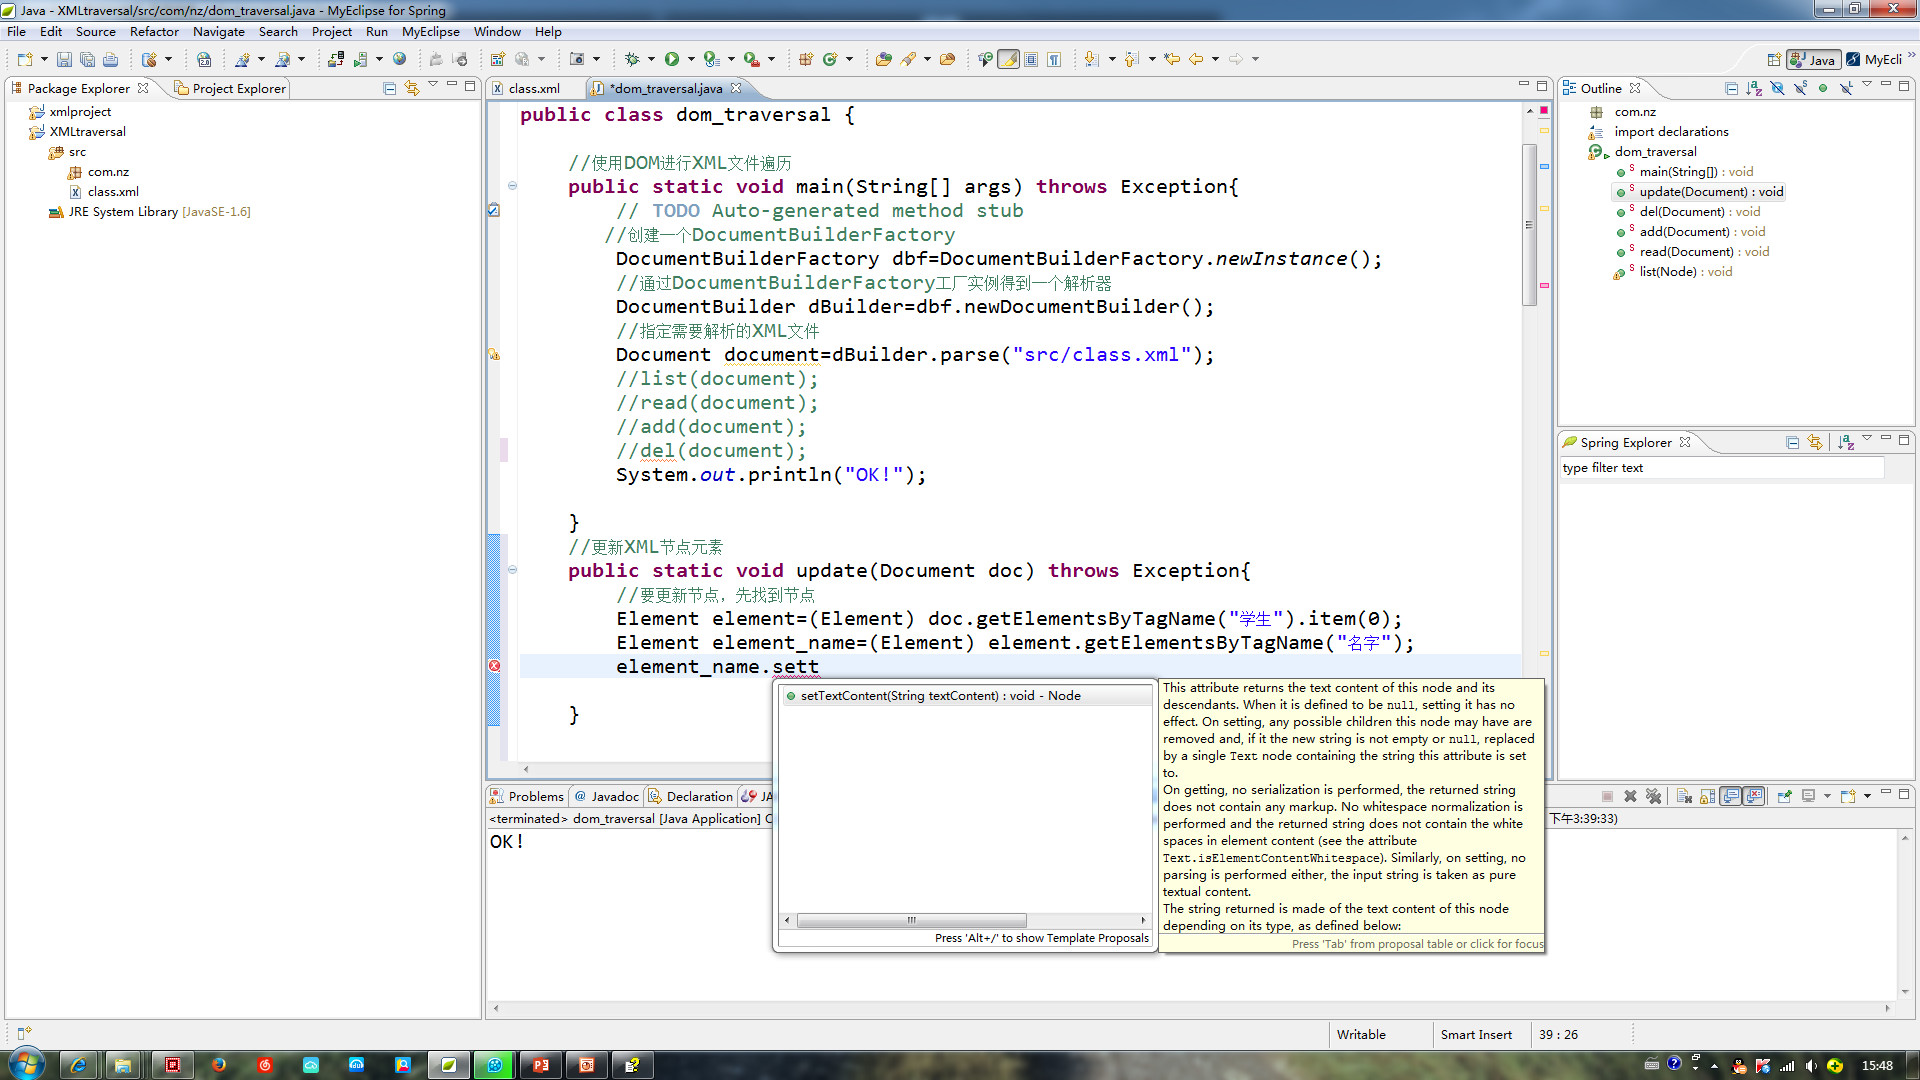 Java - XMLtraversal/src/com/nz/dom_traversal.java - MyEclipse for Spring
File Edit Source Refactor Navigate Search Project Run MyEclipse Window Help
Java MyEcli
Package Explorer Project Explorer
xmlproject
XMLtraversal
src
com.nz
class.xml
JRE System Library [JavaSE-1.6]
class.xml *dom_traversal.java
public class dom_traversal {
//使用DOM进行XML文件遍历
public static void main(String[] args) throws Exception{
// TODO Auto-generated method stub
//创建一个DocumentBuilderFactory
DocumentBuilderFactory dbf=DocumentBuilderFactory.newInstance();
//通过DocumentBuilderFactory工厂实例得到一个解析器
DocumentBuilder dBuilder=dbf.newDocumentBuilder();
//指定需要解析的XML文件
Document document=dBuilder.parse("src/class.xml");
//list(document);
//read(document);
//add(document);
//del(document);
System.out.println("OK!");
}
//更新XML节点元素
public static void update(Document doc) throws Exception{
//要更新节点，先找到节点
Element element=(Element) doc.getElementsByTagName("学生").item(0);
Element element_name=(Element) element.getElementsByTagName("名字");
element_name.sett
}
setTextContent(String textContent) : void - Node
Press 'Alt+/' to show Template Proposals
This attribute returns the text content of this node and its
descendants. When it is defined to be null, setting it has no
effect. On setting, any possible children this node may have are
removed and, if it the new string is not empty or null, replaced
by a single Text node containing the string this attribute is set
to.
On getting, no serialization is performed, the returned string
does not contain any markup. No whitespace normalization is
performed and the returned string does not contain the white
spaces in element content (see the attribute
Text.isElementContentWhitespace). Similarly, on setting, no
parsing is performed either, the input string is taken as pure
textual content.
The string returned is made of the text content of this node
depending on its type, as defined below:
Press 'Tab' from proposal table or click for focus
Outline
com.nz
import declarations
dom_traversal
main(String[]) : void
update(Document) : void
del(Document) : void
add(Document) : void
read(Document) : void
list(Node) : void
Spring Explorer
type filter text
Problems @ Javadoc Declaration JA
<terminated> dom_traversal [Java Application] C
下午3:39:33)
OK!
Writable Smart Insert 39 : 26
15:48